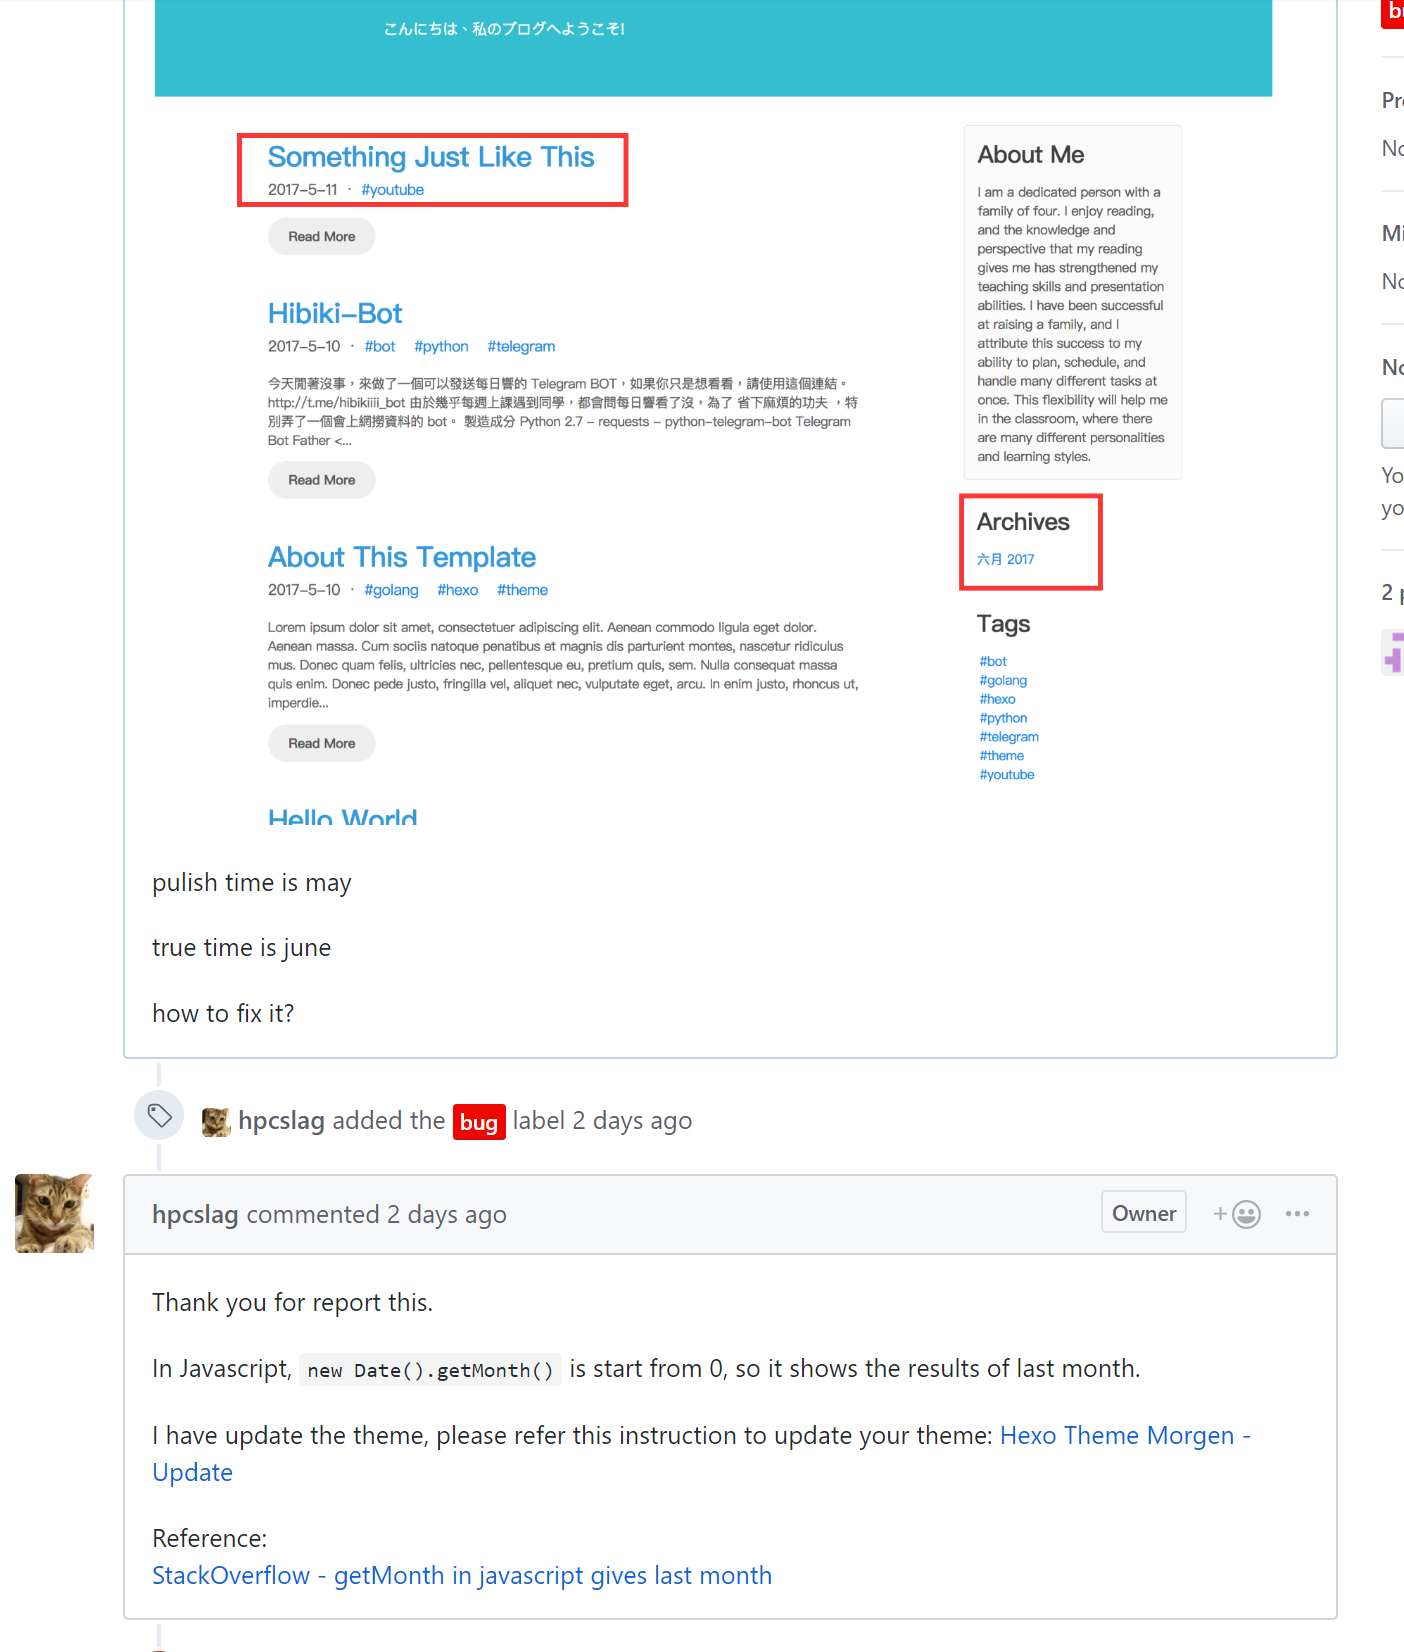 こんにちは、私のブログへようこそ!
Something Just Like This
2017-5-11 · #youtube
Read More
Hibiki-Bot
2017-5-10 · #bot #python #telegram
今天閒著沒事，來做了一個可以發送每日響的 Telegram BOT，如果你只是想看看，請使用這個連結。
http://t.me/hibikiiii_bot 由於幾乎每週上課遇到同學，都會問每日響看了沒，為了 省下麻煩的功夫 ，特
別弄了一個會上網撈資料的 bot。 製造成分 Python 2.7 - requests - python-telegram-bot Telegram
Bot Father <...
Read More
About This Template
2017-5-10 · #golang #hexo #theme
Lorem ipsum dolor sit amet, consectetuer adipiscing elit. Aenean commodo ligula eget dolor.
Aenean massa. Cum sociis natoque penatibus et magnis dis parturient montes, nascetur ridiculus
mus. Donec quam felis, ultricies nec, pellentesque eu, pretium quis, sem. Nulla consequat massa
quis enim. Donec pede justo, fringilla vel, aliquet nec, vulputate eget, arcu. In enim justo, rhoncus ut,
imperdie...
Read More
Hello World
About Me
I am a dedicated person with a
family of four. I enjoy reading,
and the knowledge and
perspective that my reading
gives me has strengthened my
teaching skills and presentation
abilities. I have been successful
at raising a family, and I
attribute this success to my
ability to plan, schedule, and
handle many different tasks at
once. This flexibility will help me
in the classroom, where there
are many different personalities
and learning styles.
Archives
六月 2017
Tags
#bot
#golang
#hexo
#python
#telegram
#theme
#youtube
pulish time is may
true time is june
how to fix it?
hpcslag added the bug label 2 days ago
hpcslag commented 2 days ago
Owner
Thank you for report this.
In Javascript, new Date().getMonth() is start from 0, so it shows the results of last month.
I have update the theme, please refer this instruction to update your theme: Hexo Theme Morgen -
Update
Reference:
StackOverflow - getMonth in javascript gives last month